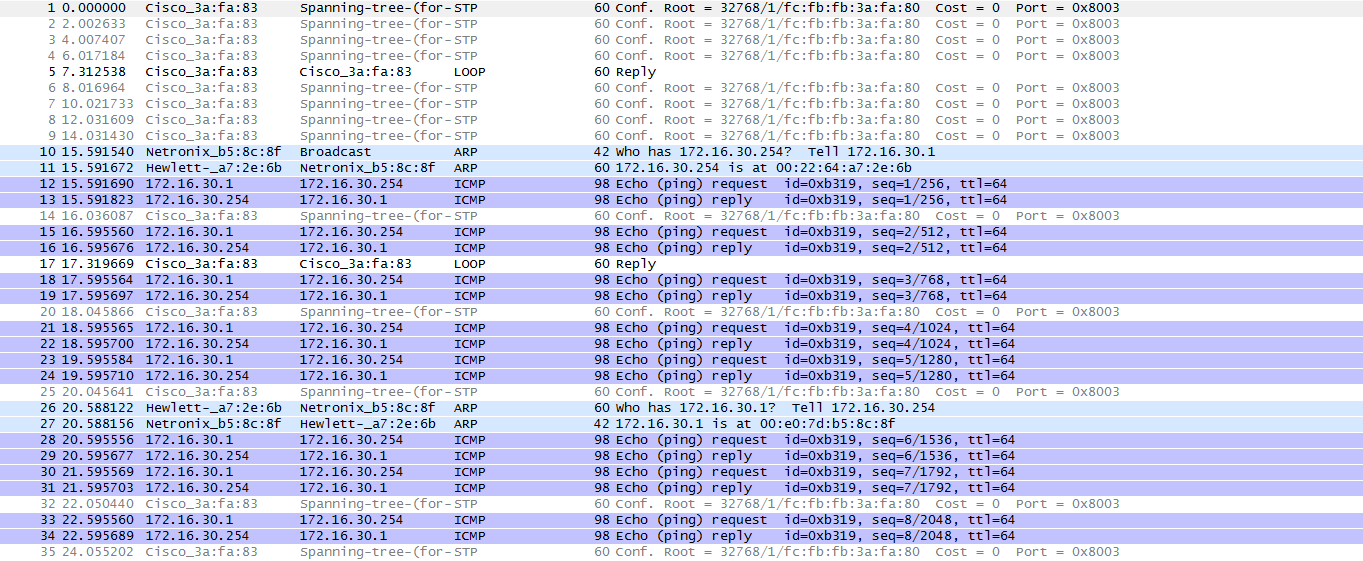 1 0.000000 Cisco_3a:fa:83 Spanning-tree-(for- STP 60 Conf. Root = 32768/1/fc:fb:fb:3a:fa:80 Cost = 0 Port = 0x8003
2 2.002633 Cisco_3a:fa:83 Spanning-tree-(for- STP 60 Conf. Root = 32768/1/fc:fb:fb:3a:fa:80 Cost = 0 Port = 0x8003
3 4.007407 Cisco_3a:fa:83 Spanning-tree-(for- STP 60 Conf. Root = 32768/1/fc:fb:fb:3a:fa:80 Cost = 0 Port = 0x8003
4 6.017184 Cisco_3a:fa:83 Spanning-tree-(for- STP 60 Conf. Root = 32768/1/fc:fb:fb:3a:fa:80 Cost = 0 Port = 0x8003
5 7.312538 Cisco_3a:fa:83 Cisco_3a:fa:83 LOOP 60 Reply
6 8.016964 Cisco_3a:fa:83 Spanning-tree-(for- STP 60 Conf. Root = 32768/1/fc:fb:fb:3a:fa:80 Cost = 0 Port = 0x8003
7 10.021733 Cisco_3a:fa:83 Spanning-tree-(for- STP 60 Conf. Root = 32768/1/fc:fb:fb:3a:fa:80 Cost = 0 Port = 0x8003
8 12.031609 Cisco_3a:fa:83 Spanning-tree-(for- STP 60 Conf. Root = 32768/1/fc:fb:fb:3a:fa:80 Cost = 0 Port = 0x8003
9 14.031430 Cisco_3a:fa:83 Spanning-tree-(for- STP 60 Conf. Root = 32768/1/fc:fb:fb:3a:fa:80 Cost = 0 Port = 0x8003
10 15.591540 Netronix_b5:8c:8f Broadcast ARP 42 Who has 172.16.30.254? Tell 172.16.30.1
11 15.591672 Hewlett-_a7:2e:6b Netronix_b5:8c:8f ARP 60 172.16.30.254 is at 00:22:64:a7:2e:6b
12 15.591690 172.16.30.1 172.16.30.254 ICMP 98 Echo (ping) request id=0xb319, seq=1/256, ttl=64
13 15.591823 172.16.30.254 172.16.30.1 ICMP 98 Echo (ping) reply id=0xb319, seq=1/256, ttl=64
14 16.036087 Cisco_3a:fa:83 Spanning-tree-(for- STP 60 Conf. Root = 32768/1/fc:fb:fb:3a:fa:80 Cost = 0 Port = 0x8003
15 16.595560 172.16.30.1 172.16.30.254 ICMP 98 Echo (ping) request id=0xb319, seq=2/512, ttl=64
16 16.595676 172.16.30.254 172.16.30.1 ICMP 98 Echo (ping) reply id=0xb319, seq=2/512, ttl=64
17 17.319669 Cisco_3a:fa:83 Cisco_3a:fa:83 LOOP 60 Reply
18 17.595564 172.16.30.1 172.16.30.254 ICMP 98 Echo (ping) request id=0xb319, seq=3/768, ttl=64
19 17.595697 172.16.30.254 172.16.30.1 ICMP 98 Echo (ping) reply id=0xb319, seq=3/768, ttl=64
20 18.045866 Cisco_3a:fa:83 Spanning-tree-(for- STP 60 Conf. Root = 32768/1/fc:fb:fb:3a:fa:80 Cost = 0 Port = 0x8003
21 18.595565 172.16.30.1 172.16.30.254 ICMP 98 Echo (ping) request id=0xb319, seq=4/1024, ttl=64
22 18.595700 172.16.30.254 172.16.30.1 ICMP 98 Echo (ping) reply id=0xb319, seq=4/1024, ttl=64
23 19.595584 172.16.30.1 172.16.30.254 ICMP 98 Echo (ping) request id=0xb319, seq=5/1280, ttl=64
24 19.595710 172.16.30.254 172.16.30.1 ICMP 98 Echo (ping) reply id=0xb319, seq=5/1280, ttl=64
25 20.045641 Cisco_3a:fa:83 Spanning-tree-(for- STP 60 Conf. Root = 32768/1/fc:fb:fb:3a:fa:80 Cost = 0 Port = 0x8003
26 20.588122 Hewlett-_a7:2e:6b Netronix_b5:8c:8f ARP 60 Who has 172.16.30.1? Tell 172.16.30.254
27 20.588156 Netronix_b5:8c:8f Hewlett-_a7:2e:6b ARP 42 172.16.30.1 is at 00:e0:7d:b5:8c:8f
28 20.595556 172.16.30.1 172.16.30.254 ICMP 98 Echo (ping) request id=0xb319, seq=6/1536, ttl=64
29 20.595677 172.16.30.254 172.16.30.1 ICMP 98 Echo (ping) reply id=0xb319, seq=6/1536, ttl=64
30 21.595569 172.16.30.1 172.16.30.254 ICMP 98 Echo (ping) request id=0xb319, seq=7/1792, ttl=64
31 21.595703 172.16.30.254 172.16.30.1 ICMP 98 Echo (ping) reply id=0xb319, seq=7/1792, ttl=64
32 22.050440 Cisco_3a:fa:83 Spanning-tree-(for- STP 60 Conf. Root = 32768/1/fc:fb:fb:3a:fa:80 Cost = 0 Port = 0x8003
33 22.595560 172.16.30.1 172.16.30.254 ICMP 98 Echo (ping) request id=0xb319, seq=8/2048, ttl=64
34 22.595689 172.16.30.254 172.16.30.1 ICMP 98 Echo (ping) reply id=0xb319, seq=8/2048, ttl=64
35 24.055202 Cisco_3a:fa:83 Spanning-tree-(for- STP 60 Conf. Root = 32768/1/fc:fb:fb:3a:fa:80 Cost = 0 Port = 0x8003